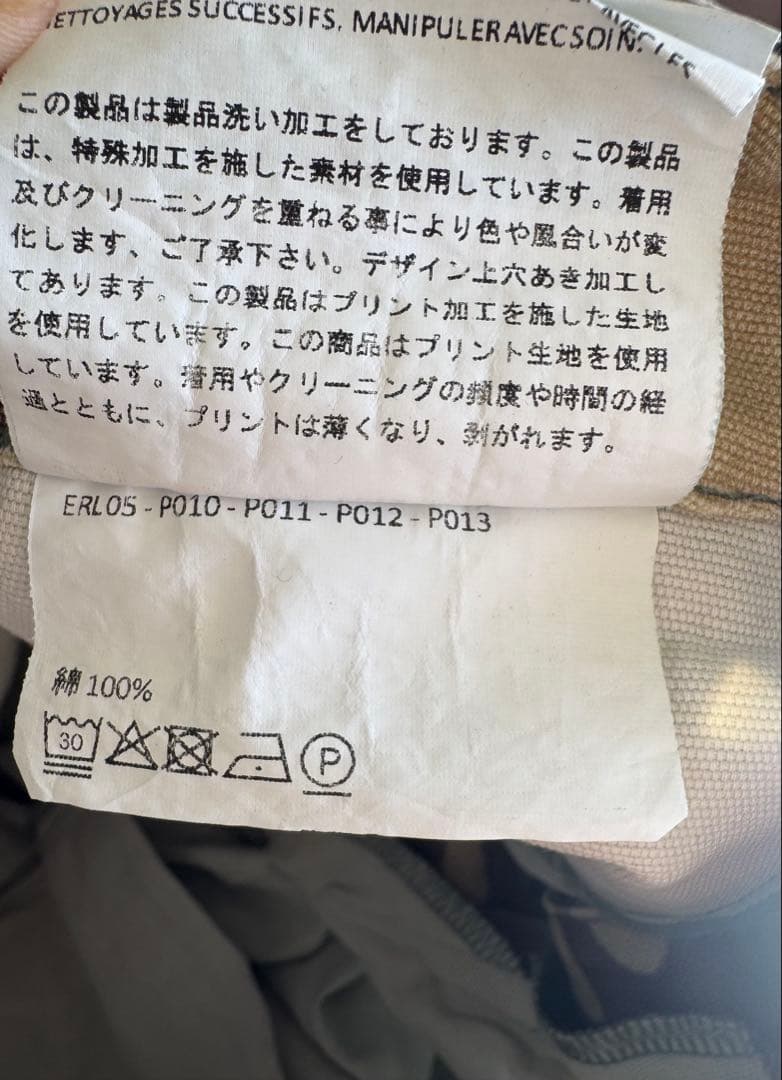 NETTOYAGES SUCCESSIFS. MANIPULER AVEC SOIN.
この製品は製品洗い加工をしております。この製品
は、特殊加工を施した素材を使用しています。着用
及びクリーニングを重ねる事により色や風合いが変
化します、ご了承下さい。デザイン上穴あき加工し
てあります。この製品はプリント加工を施した生地
を使用しています。この商品はプリント生地を使用
しています。着用やクリーニングの頻度や時間の経
過とともに、プリントは薄くなり、剥がれます。
ERL05 - P010 - P011 - P012 - P013
綿 100%
30
P